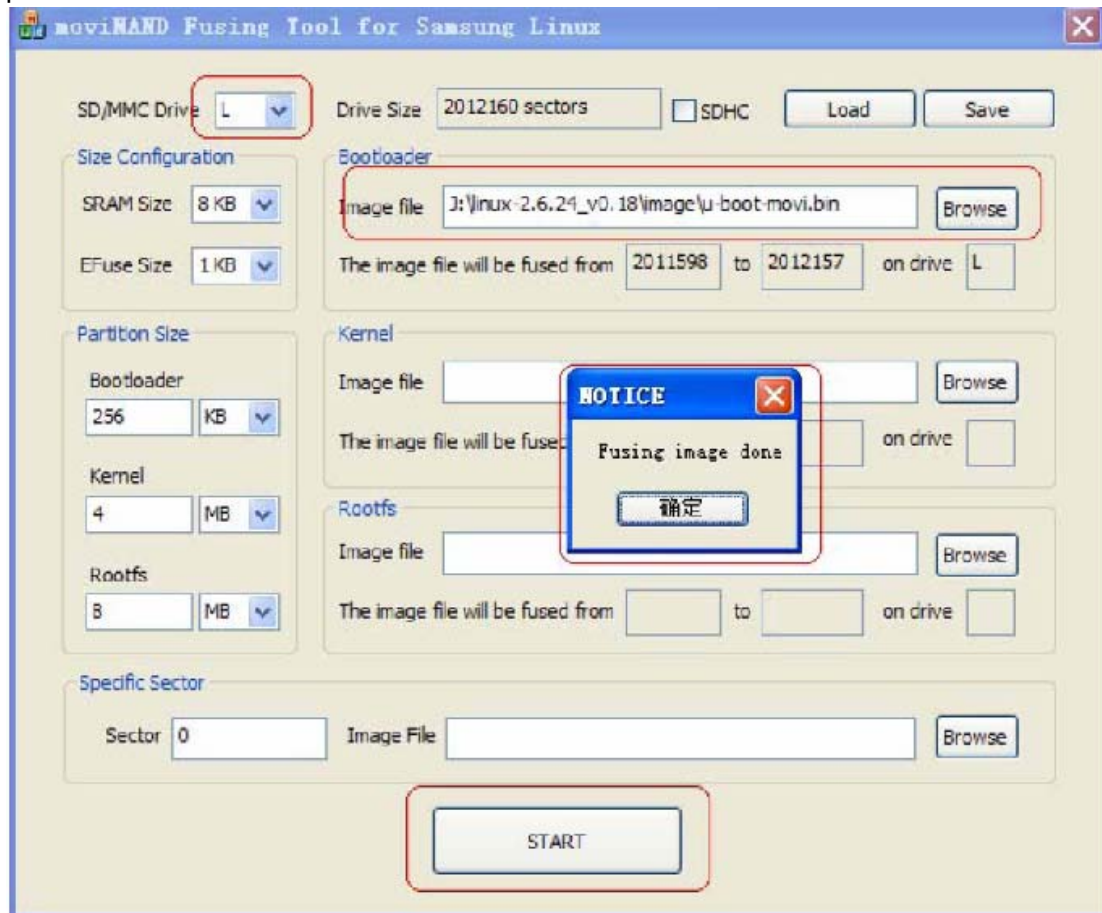 moviNAND Fusing Tool for Samsung Linux
SD/MMC Drive L Drive Size 2012160 sectors SDHC Load Save
Size Configuration
SRAM Size 8 KB
EFuse Size 1 KB
Bootloader
Image file J:\linux-2.6.24_v0.18\image\u-boot-movi.bin Browse
The image file will be fused from 2011598 to 2012157 on drive L
Partition Size
Bootloader
256 KB
Kernel
4 MB
Rootfs
8 MB
Kernel
Image file Browse
The image file will be fused on drive
NOTICE
Fusing image done
确定
Rootfs
Image file Browse
The image file will be fused from to on drive
Specific Sector
Sector 0 Image File Browse
START